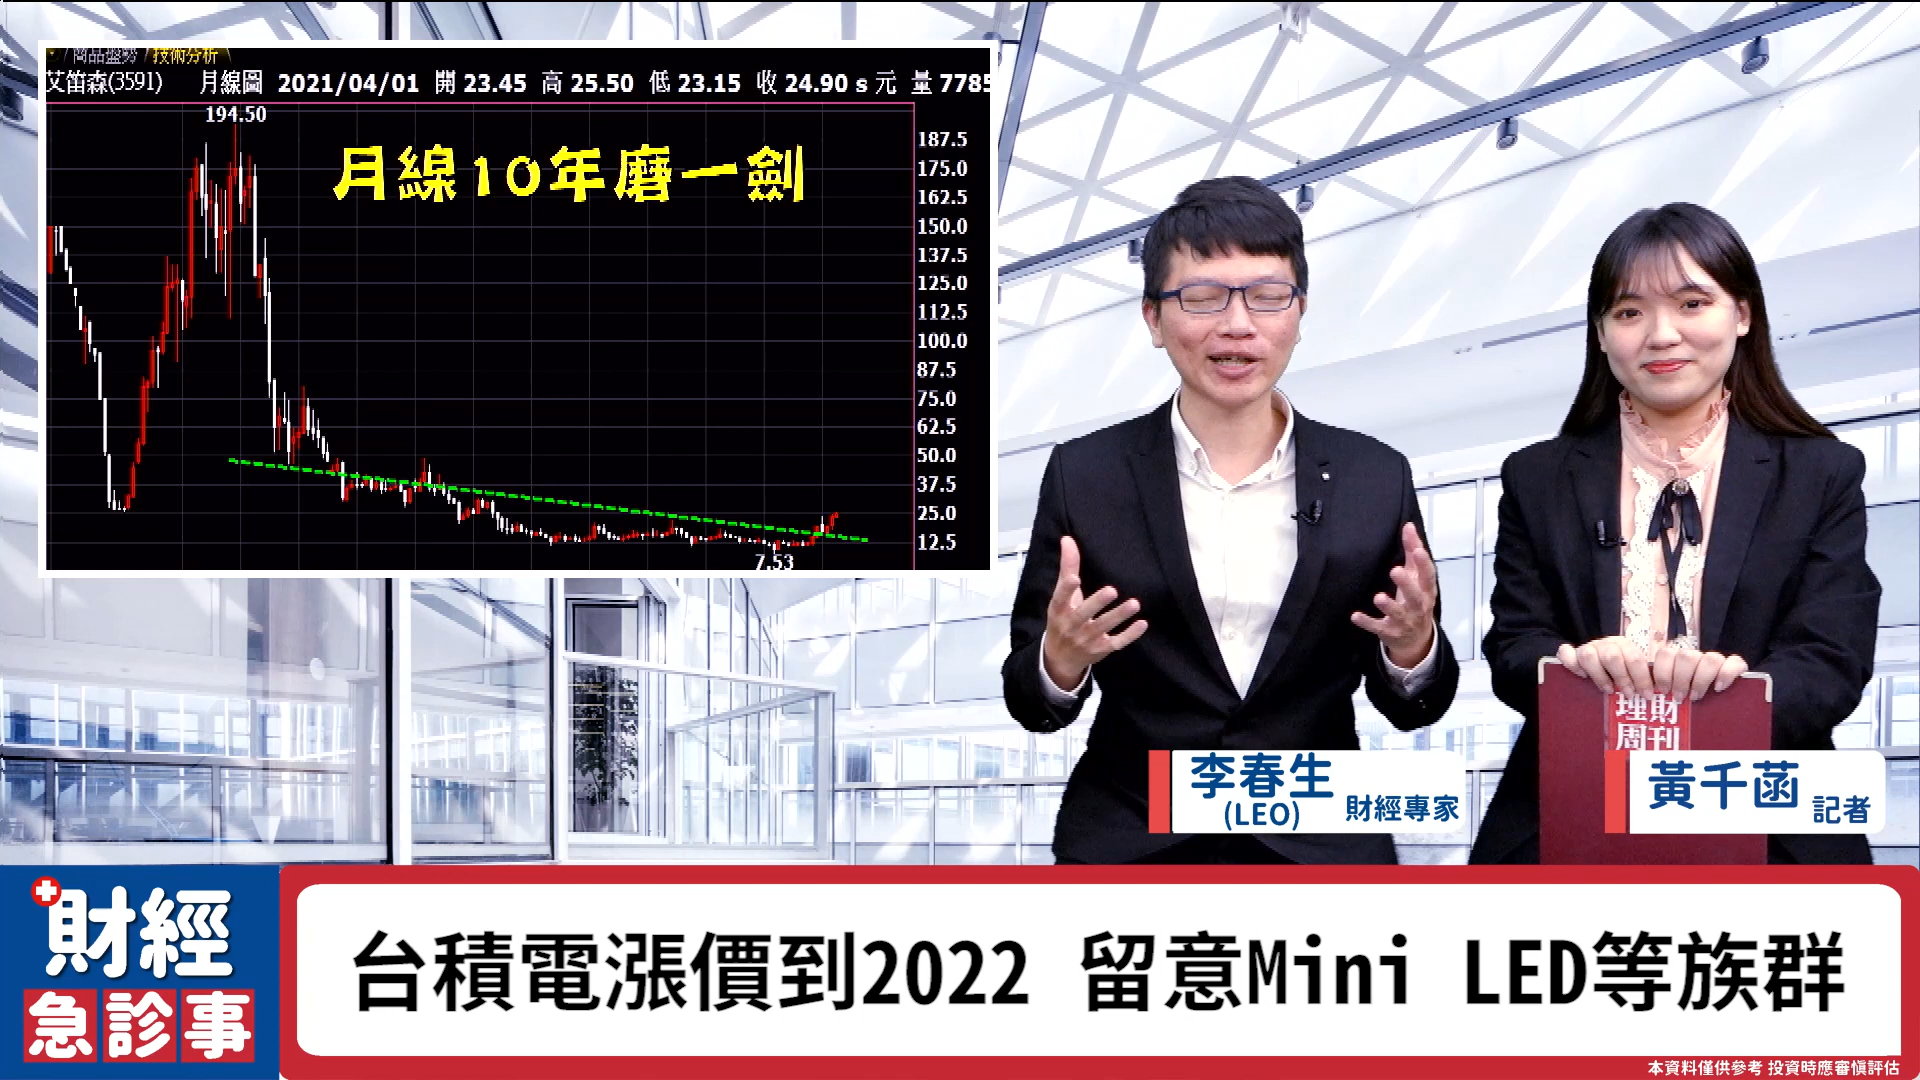 商品盤勢 技術分析
艾笛森(3591) 月線圖 2021/04/01 開 23.45 高 25.50 低 23.15 收 24.90 s 元 量 7785
194.50
月線10年磨一劍
187.5
175.0
162.5
150.0
137.5
125.0
112.5
100.0
87.5
75.0
62.5
50.0
37.5
25.0
12.5
7.53
理財
周刊
李春生
(LEO) 財經專家
黃千菡 記者
財經
急診事
台積電漲價到2022 留意Mini LED等族群
本資料僅供參考 投資時應審慎評估